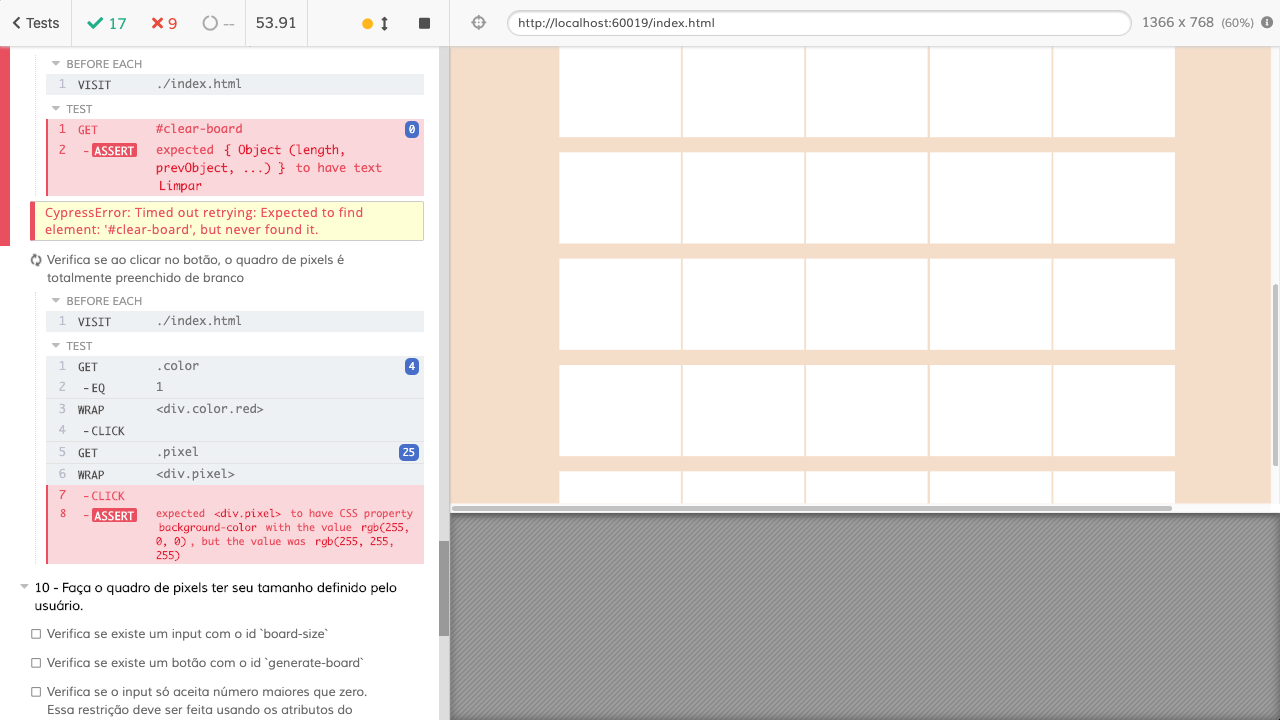 Tests
17
9
--
53.91
http://localhost:60019/index.html
1366 x 768 (60%)
BEFORE EACH
1 VISIT ./index.html
TEST
1 GET #clear-board 0
2 - ASSERT expected { Object (length,
prevObject, ...) } to have text
Limpar
CypressError: Timed out retrying: Expected to find
element: '#clear-board', but never found it.
Verifica se ao clicar no botão, o quadro de pixels é
totalmente preenchido de branco
BEFORE EACH
1 VISIT ./index.html
TEST
1 GET .color 4
2 - EQ 1
3 WRAP <div.color.red>
4 - CLICK
5 GET .pixel 25
6 WRAP <div.pixel>
7 - CLICK
8 - ASSERT expected <div.pixel> to have CSS property
background-color with the value rgb(255,
0, 0) , but the value was rgb(255, 255,
255)
10 - Faça o quadro de pixels ter seu tamanho definido pelo
usuário.
Verifica se existe um input com o id `board-size`
Verifica se existe um botão com o id `generate-board`
Verifica se o input só aceita número maiores que zero.
Essa restrição deve ser feita usando os atributos do